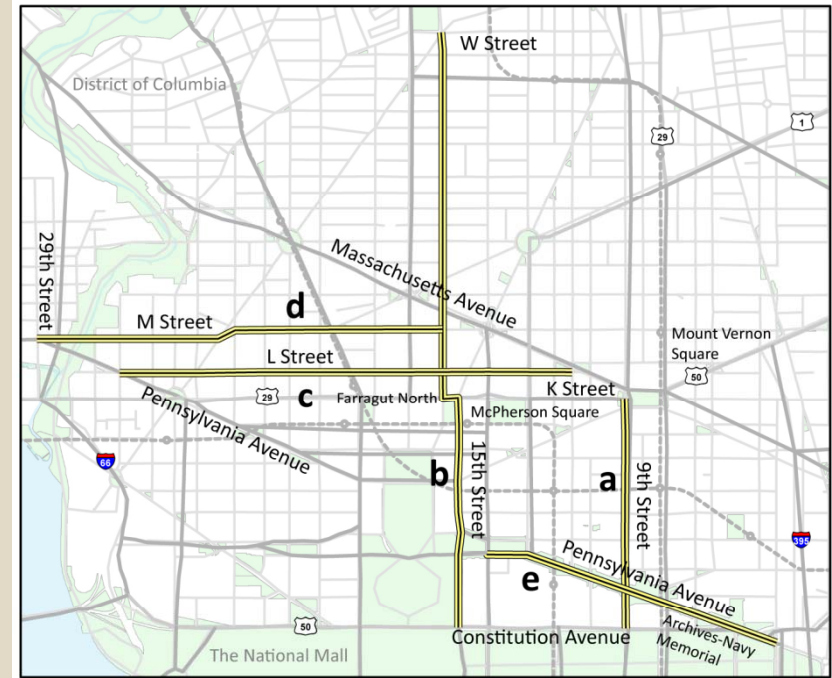 W Street
District of Columbia
1
29
29th Street
Massachusetts Avenue
d
M Street
Mount Vernon
Square
L Street
50
K Street
29
c
Farragut North
McPherson Square
Pennsylvania Avenue
66
b
15th Street
a
9th Street
395
Pennsylvania Avenue
e
50
Constitution Avenue
Archives-Navy
Memorial
The National Mall